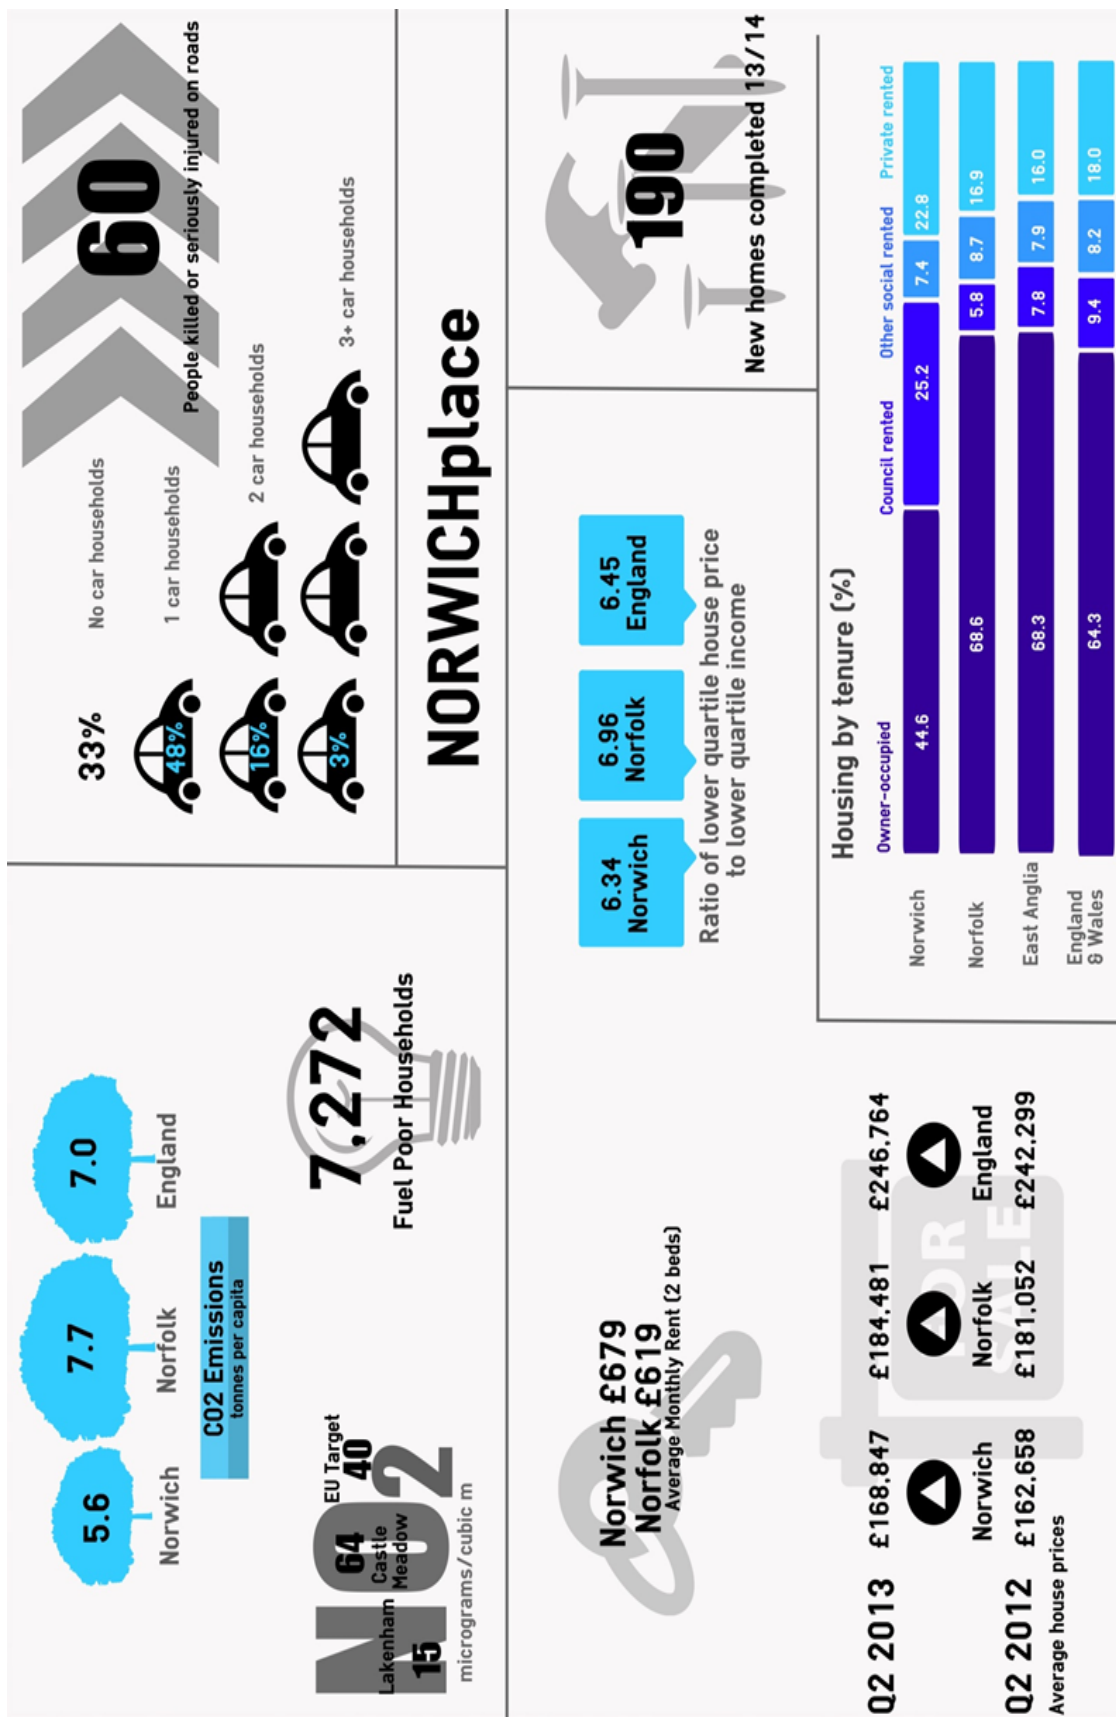 5.6
7.7
7.0
Norwich
Norfolk
England
CO2 Emissions
tonnes per capita
Lakenham
15
64
Castle
Meadow
EU Target
40
NO2
micrograms/cubic m
7,272
Fuel Poor Households
33%
No car households
48%
1 car households
16%
2 car households
3%
3+ car households
60
People killed or seriously injured on roads
NORWICHplace
Norwich £679
Norfolk £619
Average Monthly Rent (2 beds)
6.34
Norwich
6.96
Norfolk
6.45
England
Ratio of lower quartile house price
to lower quartile income
190
New homes completed 13/14
FOR
SALE
Q2 2013 £168.847 £184.481 £246.764
Norwich Norfolk England
Q2 2012 £162.658 £181.052 £242.299
Average house prices
Housing by tenure (%)
Owner-occupied Council rented Other social rented Private rented
Norwich 44.6 25.2 7.4 22.8
Norfolk 68.6 5.8 8.7 16.9
East Anglia 68.3 7.8 7.9 16.0
England
& Wales 64.3 9.4 8.2 18.0